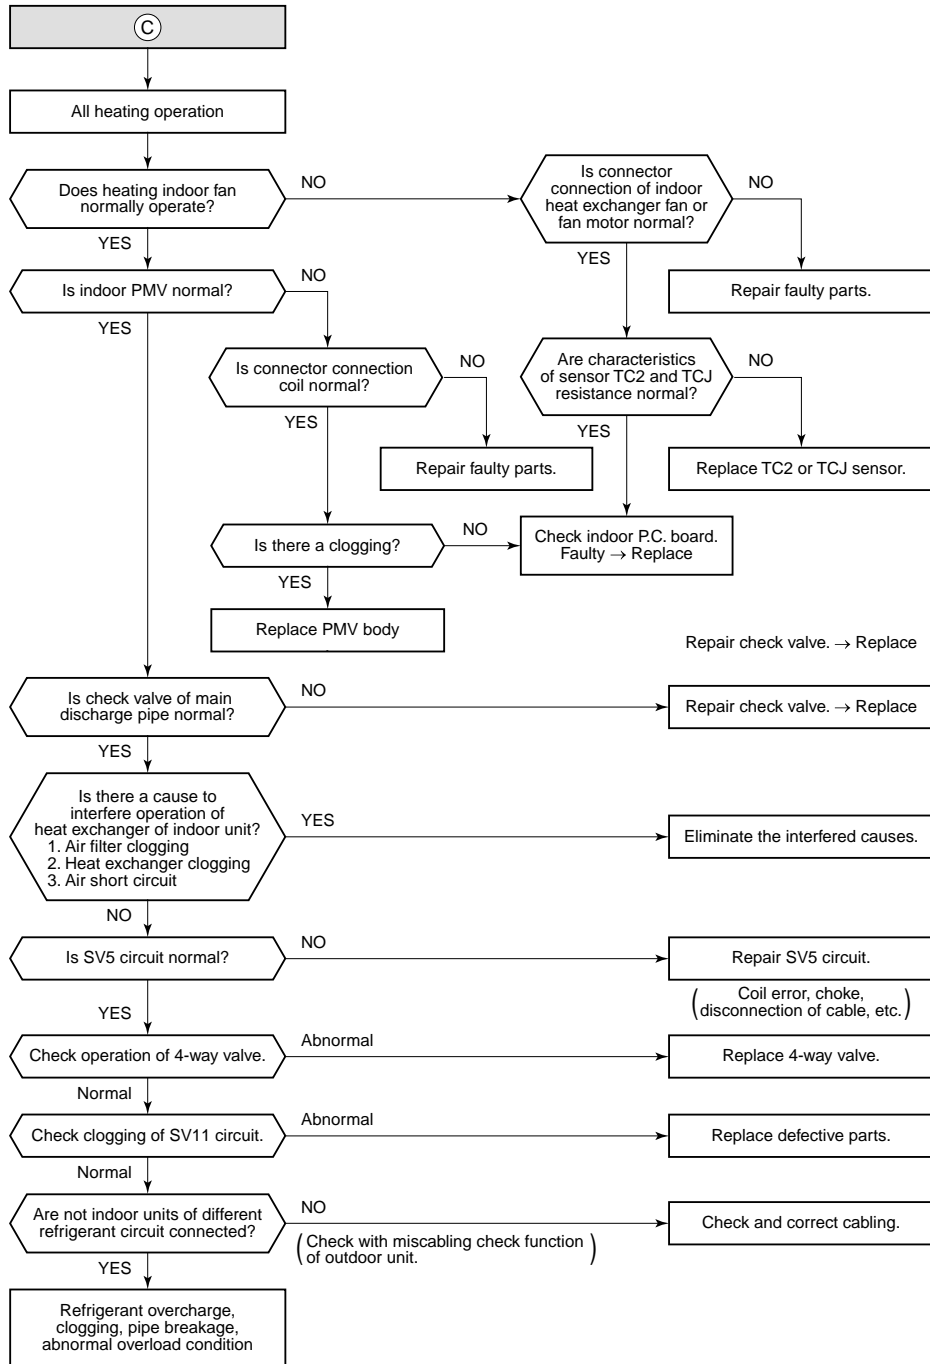 C
All heating operation
Does heating indoor fan
normally operate?
NO
YES
Is connector
connection of indoor
heat exchanger fan or
fan motor normal?
NO
YES
Repair faulty parts.
Is indoor PMV normal?
NO
YES
Is connector connection
coil normal?
NO
YES
Repair faulty parts.
Are characteristics
of sensor TC2 and TCJ
resistance normal?
NO
YES
Replace TC2 or TCJ sensor.
Is there a clogging?
NO
YES
Check indoor P.C. board.
Faulty → Replace
Replace PMV body
Repair check valve. → Replace
Is check valve of main
discharge pipe normal?
NO
YES
Repair check valve. → Replace
Is there a cause to
interfere operation of
heat exchanger of indoor unit?
1. Air filter clogging
2. Heat exchanger clogging
3. Air short circuit
YES
NO
Eliminate the interfered causes.
Is SV5 circuit normal?
NO
YES
Repair SV5 circuit.
(Coil error, choke,
disconnection of cable, etc.)
Check operation of 4-way valve.
Abnormal
Normal
Replace 4-way valve.
Check clogging of SV11 circuit.
Abnormal
Normal
Replace defective parts.
Are not indoor units of different
refrigerant circuit connected?
NO
(Check with miscabling check function
of outdoor unit.)
YES
Check and correct cabling.
Refrigerant overcharge,
clogging, pipe breakage,
abnormal overload condition